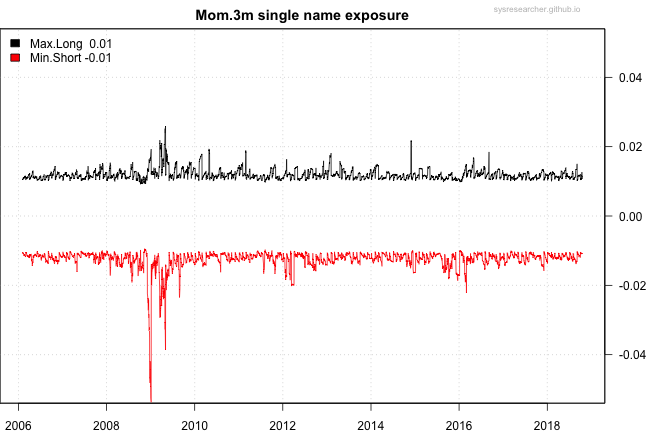 Mom.3m single name exposure
sysresearcher.github.io
Max.Long 0.01
Min.Short -0.01
0.04
0.02
0.00
-0.02
-0.04
2006 2008 2010 2012 2014 2016 2018